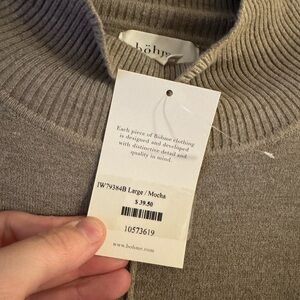 böhme
Each piece of Böhme clothing
is designed and developed
with distinctive detail and
quality in mind.
IW79384B Large / Mocha
$ 39.50
10573619
www.bohme.com